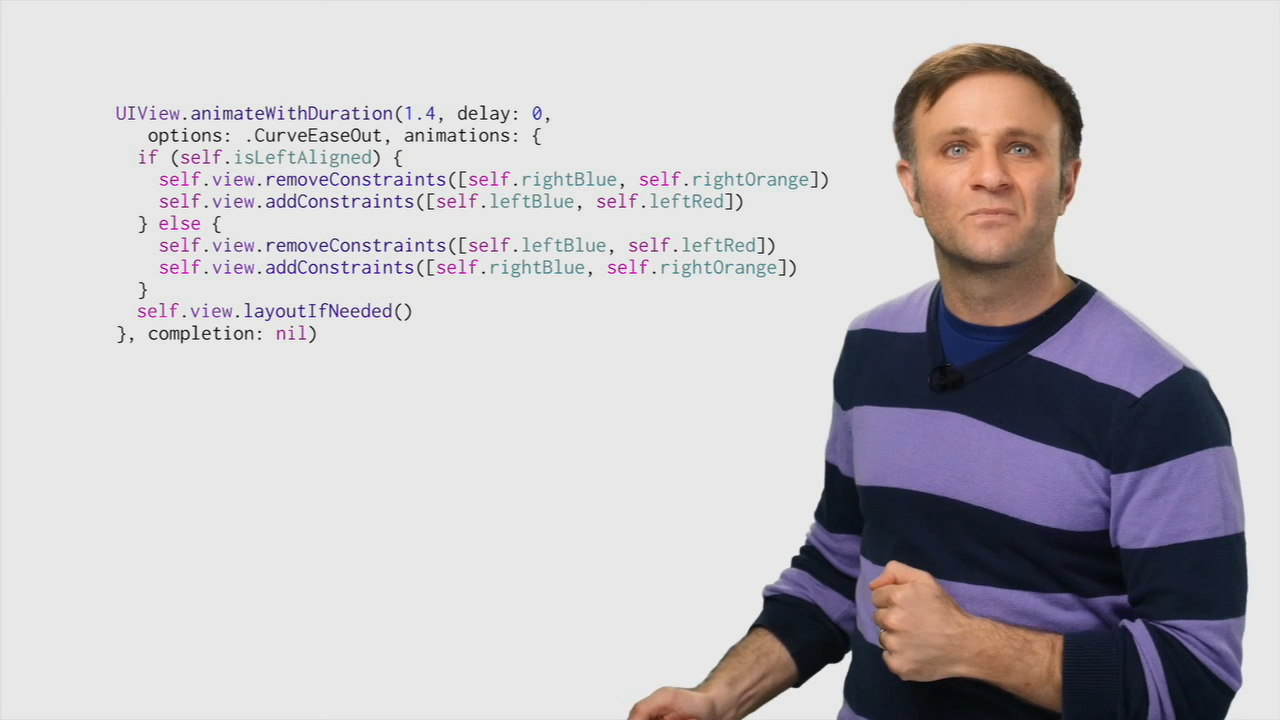 UIView.animateWithDuration(1.4, delay: 0,
options: .CurveEaseOut, animations: {
if (self.isLeftAligned) {
self.view.removeConstraints([self.rightBlue, self.rightOrange])
self.view.addConstraints([self.leftBlue, self.leftRed])
} else {
self.view.removeConstraints([self.leftBlue, self.leftRed])
self.view.addConstraints([self.rightBlue, self.rightOrange])
}
self.view.layoutIfNeeded()
}, completion: nil)